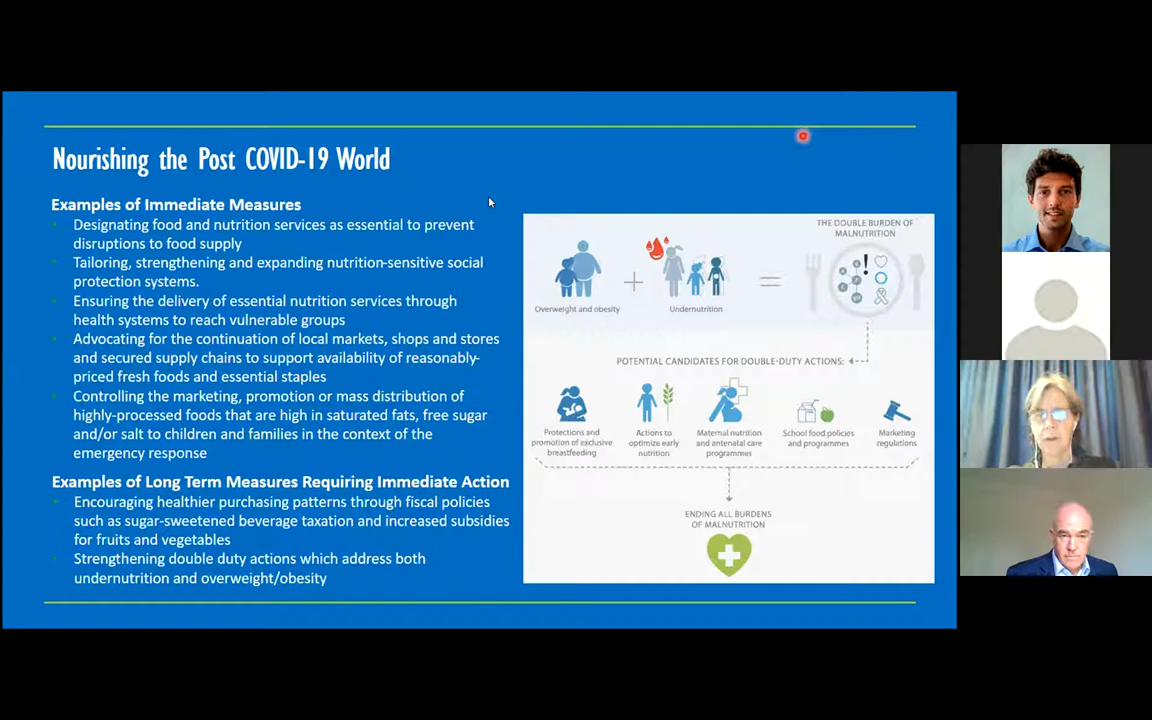 Nourishing the Post COVID-19 World
Examples of Immediate Measures
Designating food and nutrition services as essential to prevent
disruptions to food supply
Tailoring, strengthening and expanding nutrition-sensitive social
protection systems.
Ensuring the delivery of essential nutrition services through
health systems to reach vulnerable groups
Advocating for the continuation of local markets, shops and stores
and secured supply chains to support availability of reasonably-
priced fresh foods and essential staples
Controlling the marketing, promotion or mass distribution of
highly-processed foods that are high in saturated fats, free sugar
and/or salt to children and families in the context of the
emergency response
Examples of Long Term Measures Requiring Immediate Action
Encouraging healthier purchasing patterns through fiscal policies
such as sugar-sweetened beverage taxation and increased subsidies
for fruits and vegetables
Strengthening double duty actions which address both
undernutrition and overweight/obesity
THE DOUBLE BURDEN OF
MALNUTRITION
Overweight and obesity
Undernutrition
POTENTIAL CANDIDATES FOR DOUBLE-DUTY ACTIONS:
Protections and
promotion of exclusive
breastfeeding
Actions to
optimize early
nutrition
Maternal nutrition
and antenatal care
programmes
School food policies
and programmes
Marketing
regulations
ENDING ALL BURDENS
OF MALNUTRITION